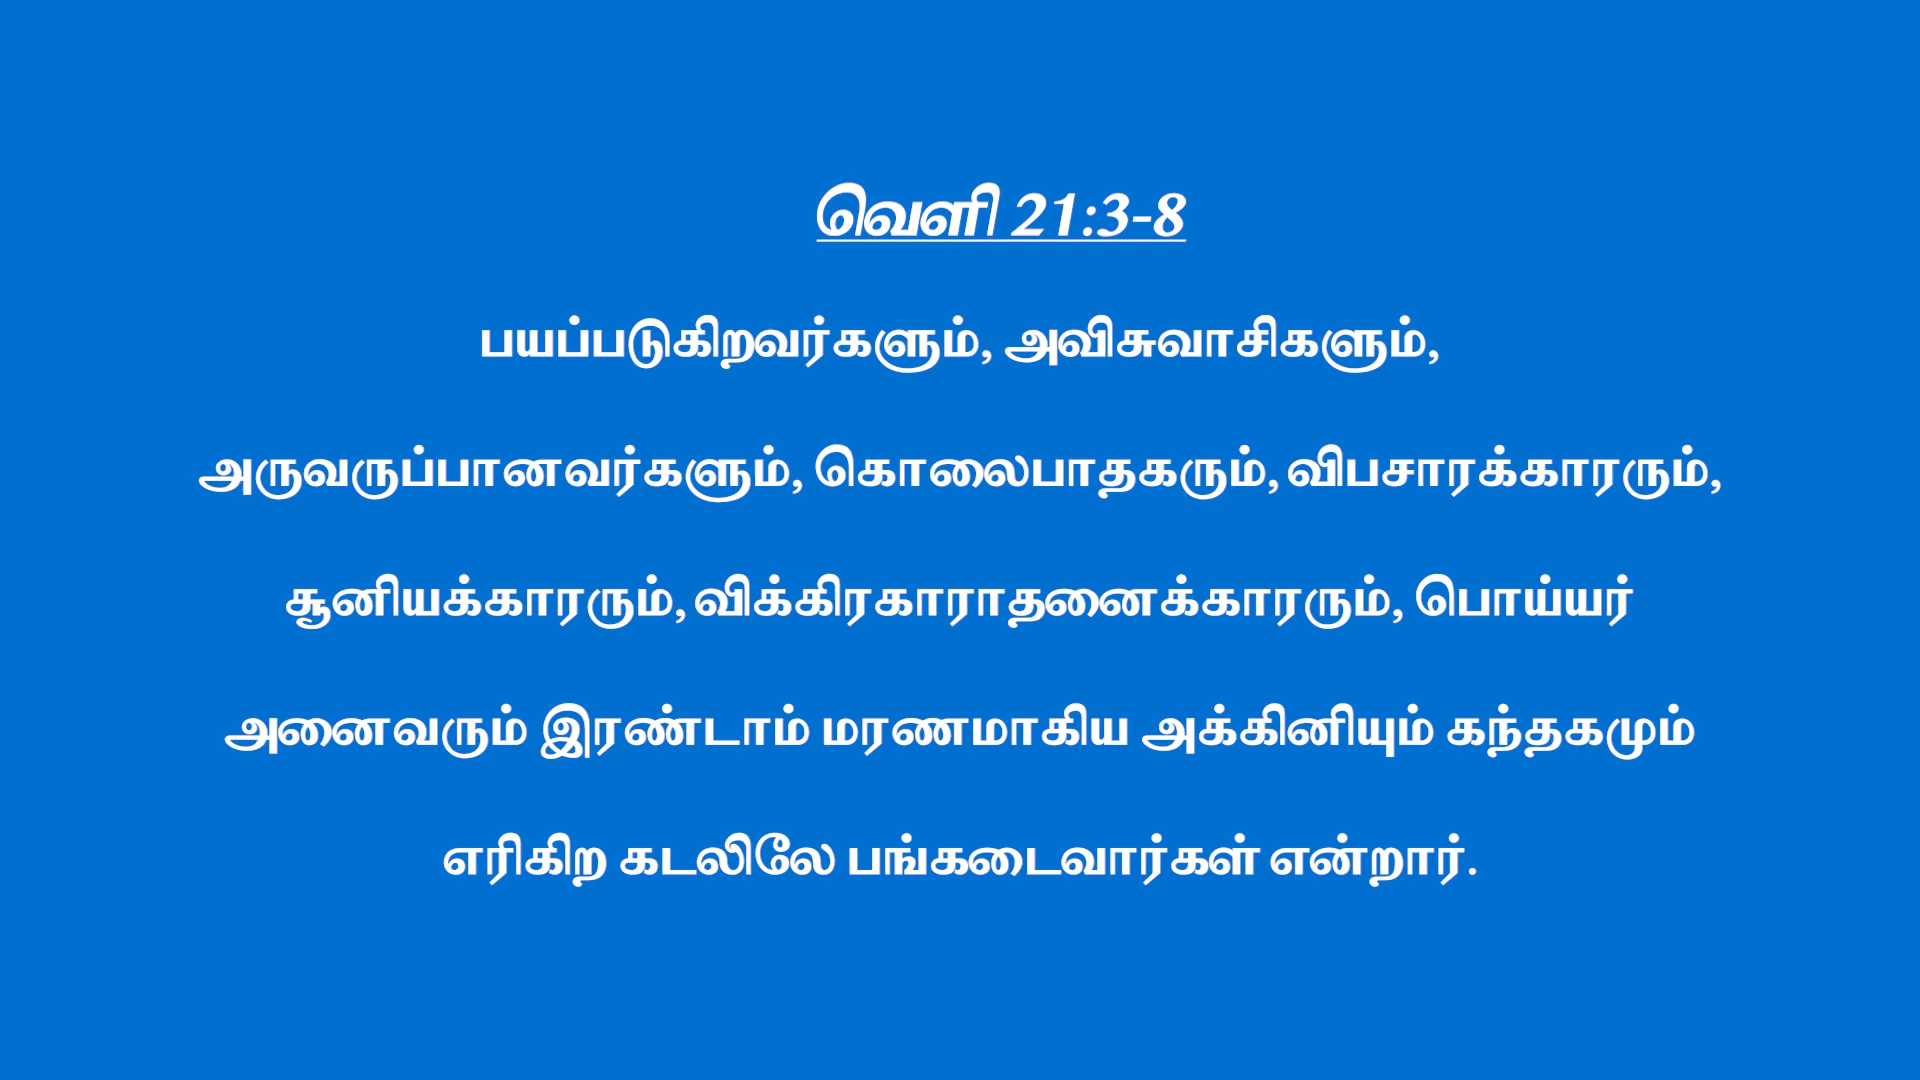 வெளி 21:3-8
பயப்படுகிறவர்களும், அவிசுவாசிகளும்,
அருவருப்பானவர்களும், கொலைபாதகரும், விபசாரக்காரரும்,
சூனியக்காரரும், விக்கிரகாராதனைக்காரரும், பொய்யர்
அனைவரும் இரண்டாம் மரணமாகிய அக்கினியும் கந்தகமும்
எரிகிற கடலிலே பங்கடைவார்கள் என்றார்.